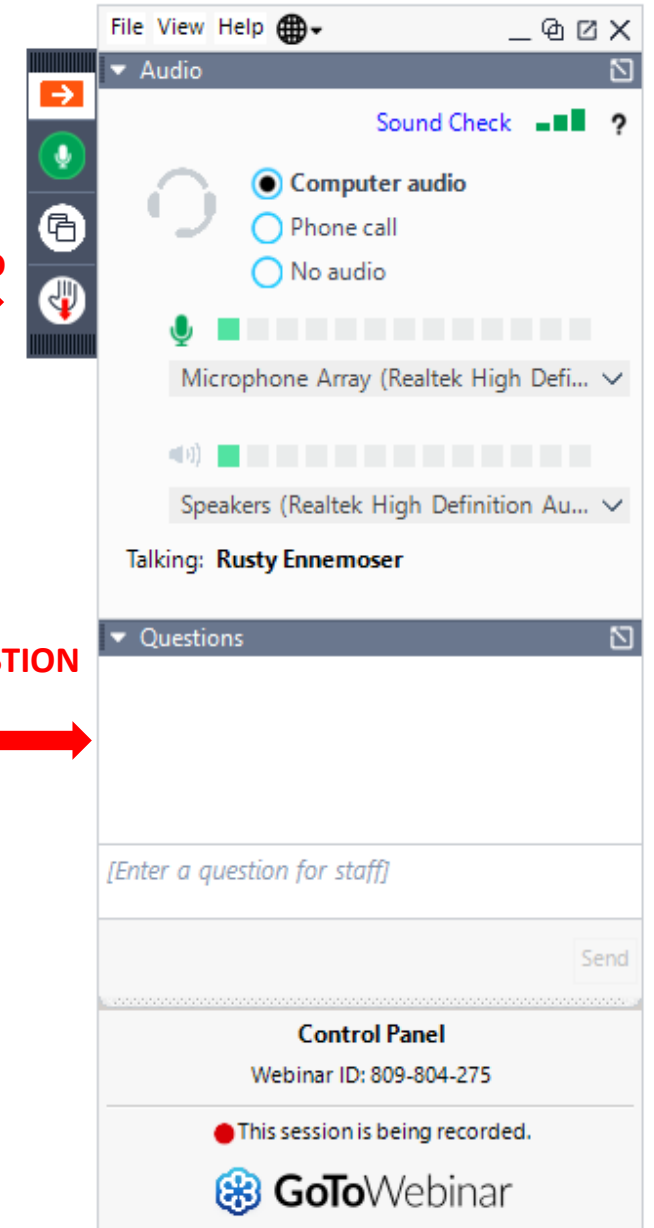 File View Help
Audio
Sound Check ?
Computer audio
Phone call
No audio
Microphone Array (Realtek High Defi...
Speakers (Realtek High Definition Au...
Talking: Rusty Ennemoser
Questions
[Enter a question for staff]
Send
Control Panel
Webinar ID: 809-804-275
This session is being recorded.
GoToWebinar